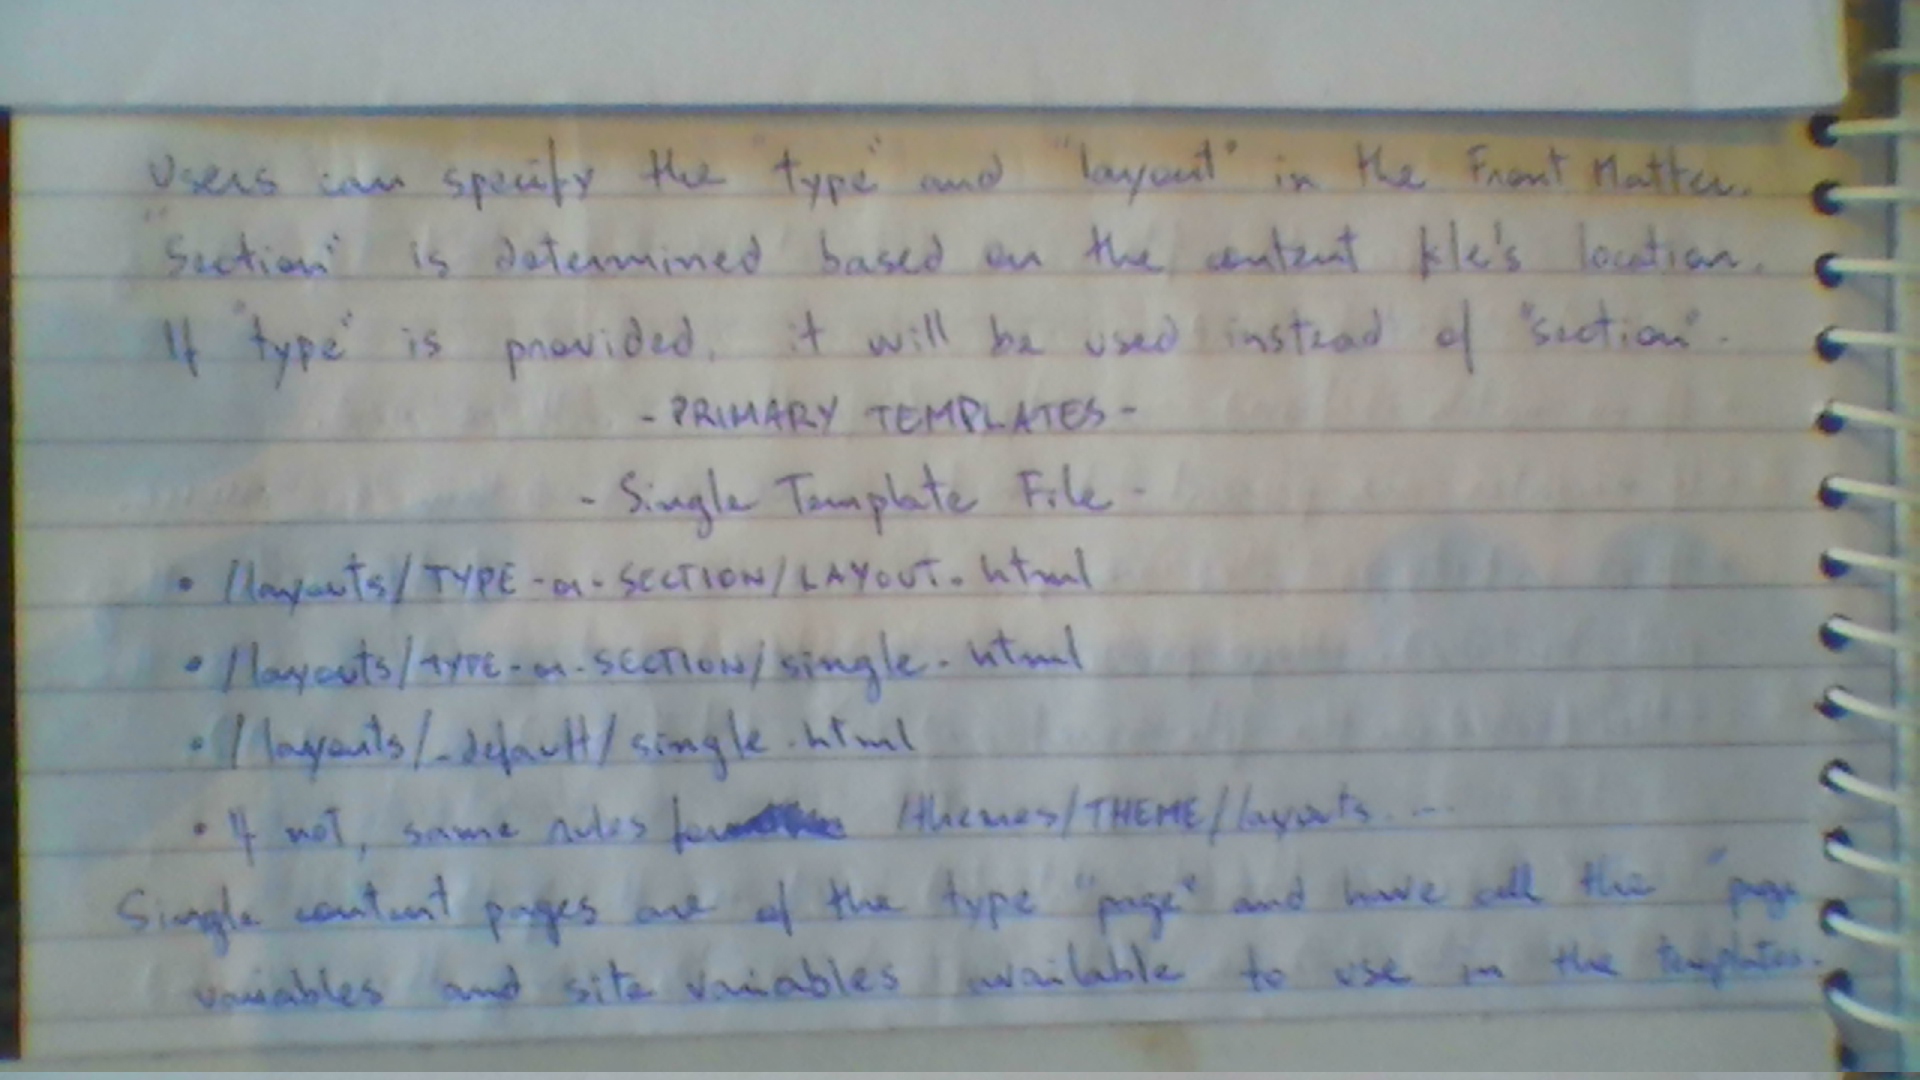 Users can specify the "type" and "layout" in the Front Matter.
"Section" is determined based on the content file's location.
If "type" is provided, it will be used instead of "section".
- PRIMARY TEMPLATES -
- Single Template File -
• /layouts/TYPE-or-SECTION/LAYOUT.html
• /layouts/TYPE-or-SECTION/single.html
• /layouts/_default/single.html
• If not, same rules /themes/THEME/layouts.....
Single content pages are of the type "page" and have all the "page
variables and site variables available to use in the templates.